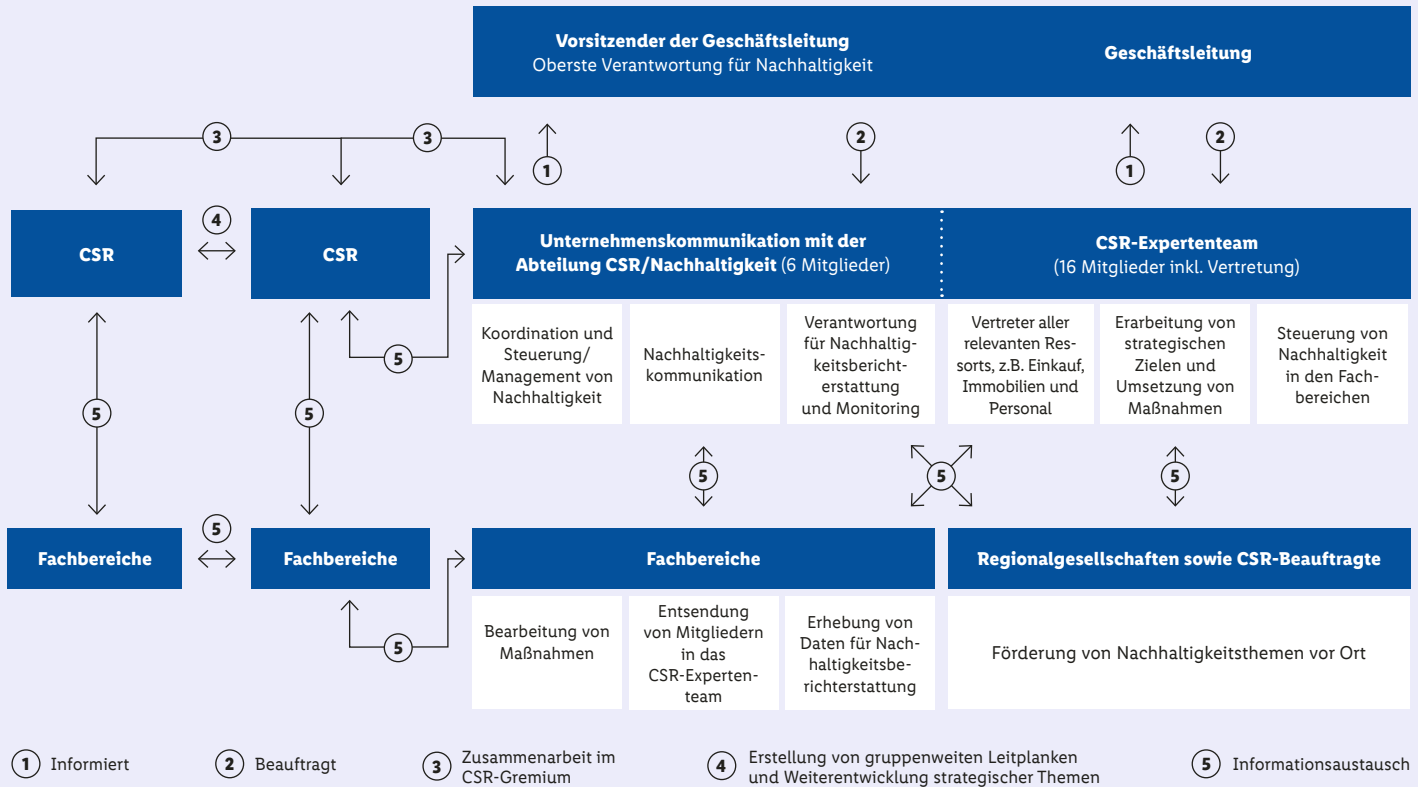 Vorsitzender der Geschäftsleitung
Oberste Verantwortung für Nachhaltigkeit
Geschäftsleitung
3
3
1
2
1
2
CSR
4
CSR
Unternehmenskommunikation mit der
Abteilung CSR/Nachhaltigkeit (6 Mitglieder)
CSR-Expertenteam
(16 Mitglieder inkl. Vertretung)
5
Koordination und
Steuerung/
Management von
Nachhaltigkeit
Nachhaltigkeits-
kommunikation
Verantwortung
für Nachhaltig-
keitsbericht-
erstattung
und Monitoring
Vertreter aller
relevanten Res-
sorts, z.B. Einkauf,
Immobilien und
Personal
Erarbeitung von
strategischen
Zielen und
Umsetzung von
Maßnahmen
Steuerung von
Nachhaltigkeit
in den Fach-
bereichen
5
5
5
5
5
Fachbereiche
5
Fachbereiche
Fachbereiche
Regionalgesellschaften sowie CSR-Beauftragte
5
Bearbeitung von
Maßnahmen
Entsendung
von Mitgliedern
in das
CSR-Experten-
team
Erhebung von
Daten für Nach-
haltigkeitsbe-
richterstattung
Förderung von Nachhaltigkeitsthemen vor Ort
1 Informiert
2 Beauftragt
3 Zusammenarbeit im
CSR-Gremium
4 Erstellung von gruppenweiten Leitplanken
und Weiterentwicklung strategischer Themen
5 Informationsaustausch